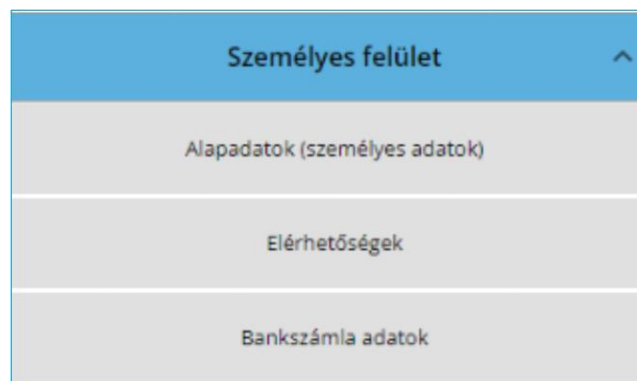 Személyes felület
Alapadatok (személyes adatok)
Elérhetőségek
Bankszámla adatok